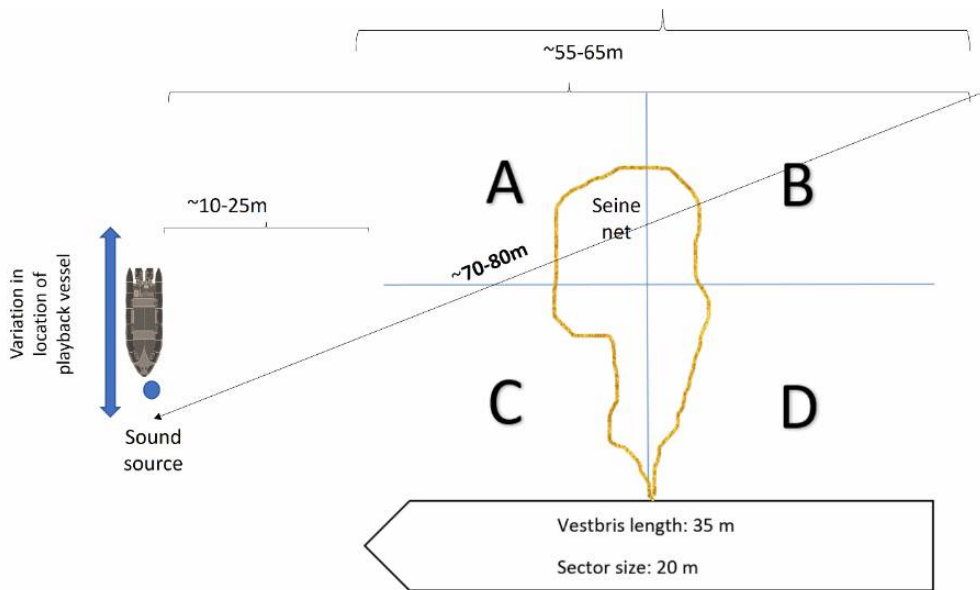 ~55-65m
A
B
~10-25m
Seine
net
~70-80m
Variation in
location of
playback vessel
C
D
Sound
source
Vestbris length: 35 m
Sector size: 20 m